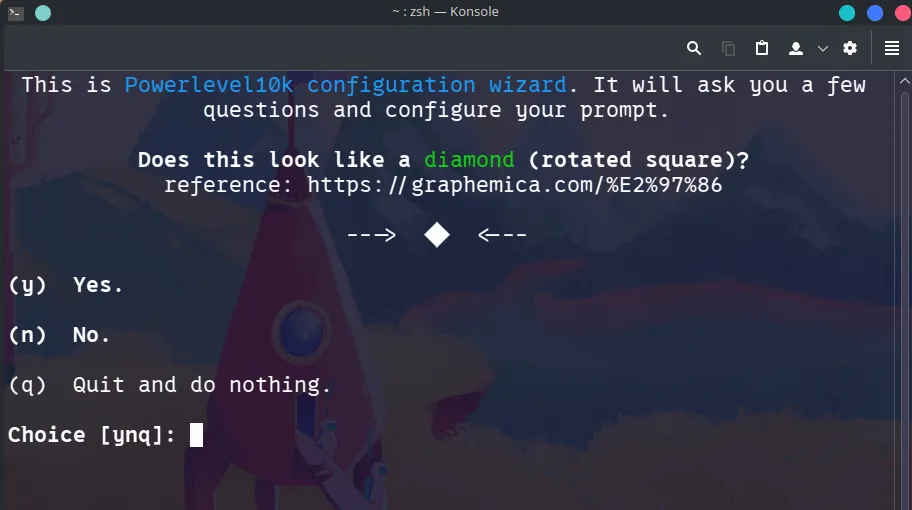 ~ : zsh — Konsole
This is Powerlevel10k configuration wizard. It will ask you a few
questions and configure your prompt.
Does this look like a diamond (rotated square)?
reference: https://graphemica.com/%E2%97%86
---> ◆ <---
(y) Yes.
(n) No.
(q) Quit and do nothing.
Choice [ynq]: